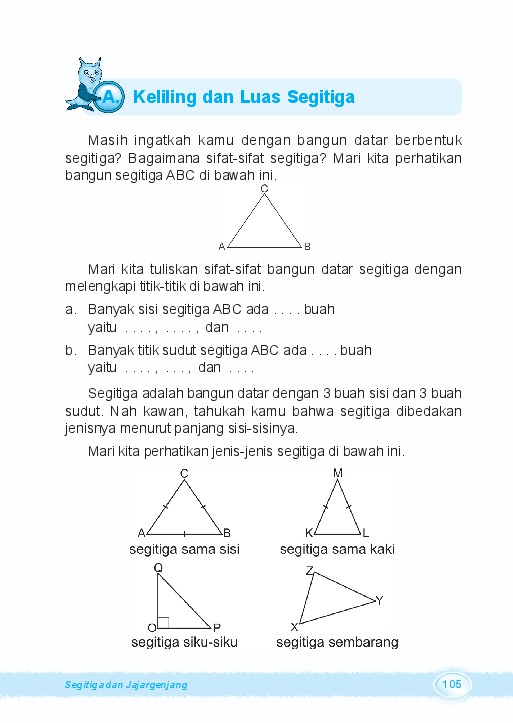 A. Keliling dan Luas Segitiga
Masih ingatkah kamu dengan bangun datar berbentuk
segitiga? Bagaimana sifat-sifat segitiga? Mari kita perhatikan
bangun segitiga ABC di bawah ini.
C
A B
Mari kita tuliskan sifat-sifat bangun datar segitiga dengan
melengkapi titik-titik di bawah ini.
a. Banyak sisi segitiga ABC ada . . . . buah
yaitu . . . . , . . . . , dan . . . .
b. Banyak titik sudut segitiga ABC ada . . . . buah
yaitu . . . . , . . . , dan . . . .
Segitiga adalah bangun datar dengan 3 buah sisi dan 3 buah
sudut. Nah kawan, tahukah kamu bahwa segitiga dibedakan
jenisnya menurut panjang sisi-sisinya.
Mari kita perhatikan jenis-jenis segitiga di bawah ini.
C M
A B K L
segitiga sama sisi segitiga sama kaki
Q Z
Y
O P X
segitiga siku-siku segitiga sembarang
Segitiga dan Jajargenjang 105